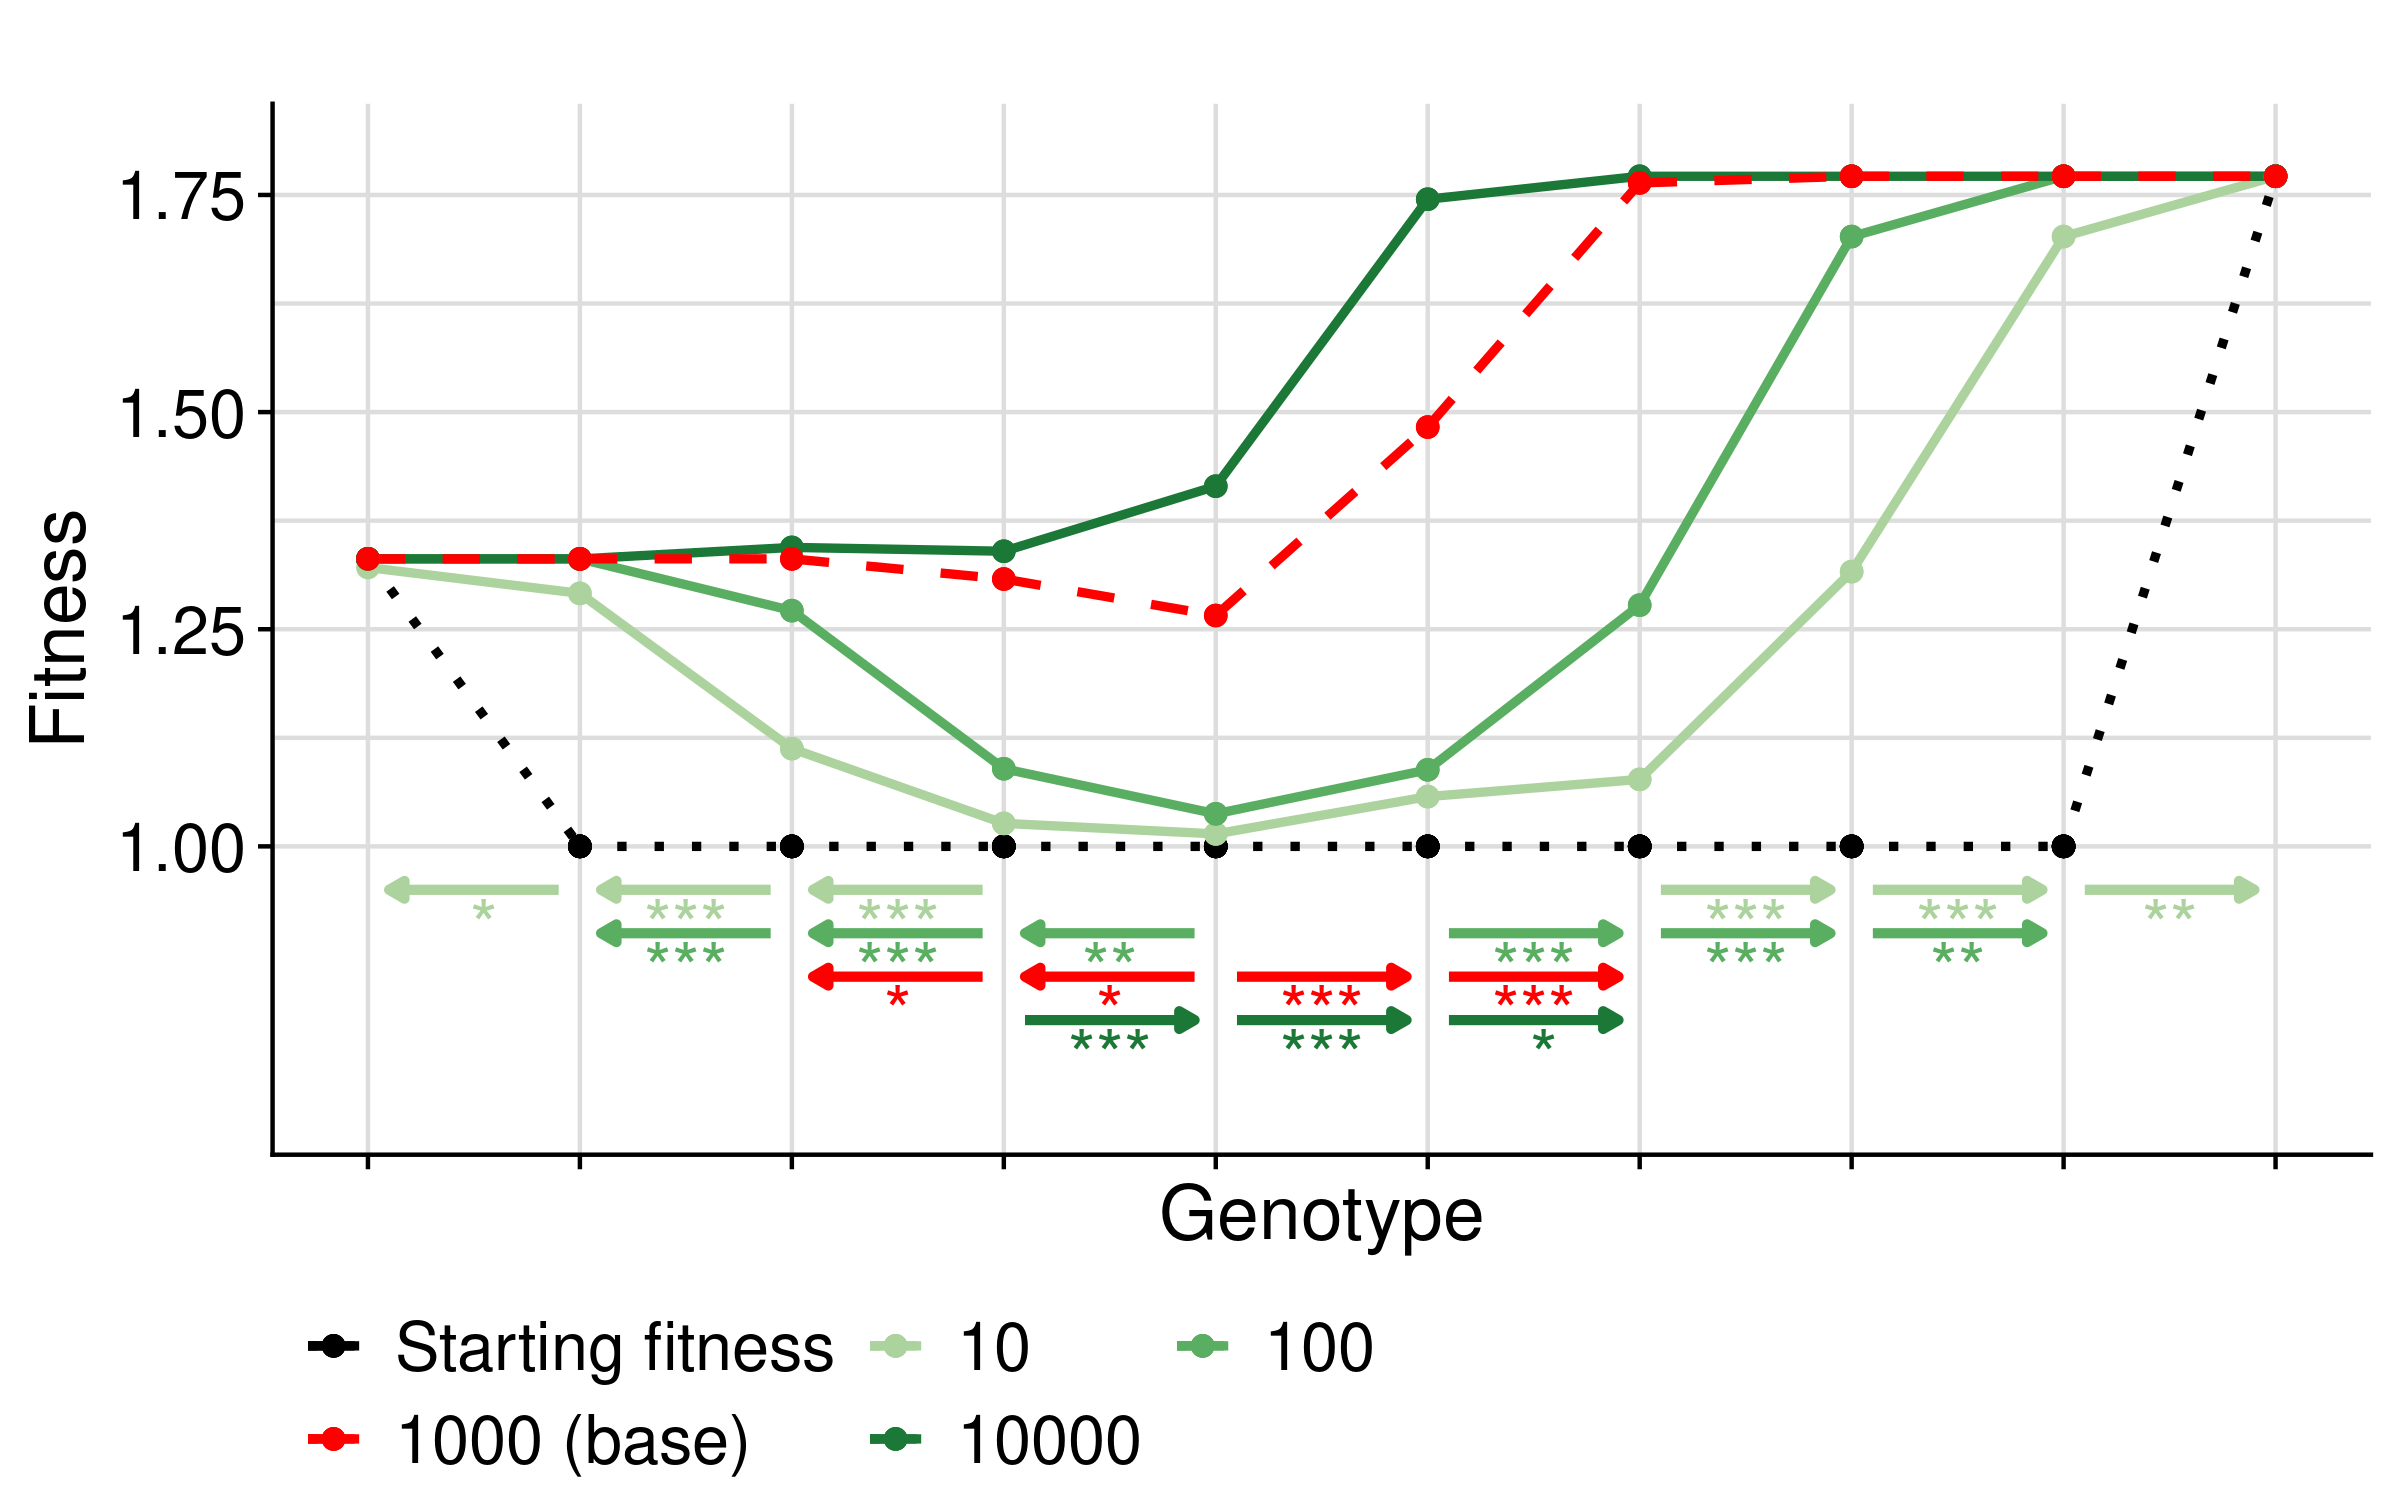 1.75
1.50
1.25
1.00
Fitness
* *** *** *** *** **
*** *** ** *** *** **
* * *** ***
*** *** *
Genotype
Starting fitness 10 100
1000 (base) 10000